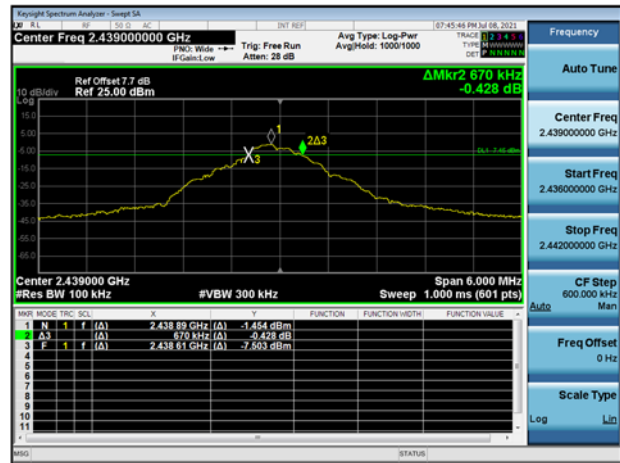 Keysight Spectrum Analyzer - Swept SA
RL RF 50 Ω AC INT REF 07:45:46 PM Jul 08, 2021
Center Freq 2.439000000 GHz
PNO: Wide
IFGain:Low
Trig: Free Run
Atten: 28 dB
Avg Type: Log-Pwr
Avg|Hold: 1000/1000
TRACE 1 2 3 4 5 6
TYPE M WWWWW
DET P N N N N N
ΔMkr2 670 kHz
-0.428 dB
Ref Offset 7.7 dB
Ref 25.00 dBm
10 dB/div
Log
15.0
5.00
-5.00
-15.0
-25.0
-35.0
-45.0
-55.0
-65.0
1
2Δ3
3
DL1 -7.45 dBm
Center 2.439000 GHz
#Res BW 100 kHz
#VBW 300 kHz
Span 6.000 MHz
Sweep 1.000 ms (601 pts)
MKR MODE TRC SCL X Y FUNCTION FUNCTION WIDTH FUNCTION VALUE
1 N 1 f (Δ) 2.438 89 GHz (Δ) -1.454 dBm
2 Δ3 (Δ) 670 kHz -0.428 dB
3 F 1 f (Δ) 2.438 61 GHz (Δ) -7.503 dBm
4
5
6
7
8
9
10
11
MSG STATUS
Frequency
Auto Tune
Center Freq
2.439000000 GHz
Start Freq
2.436000000 GHz
Stop Freq
2.442000000 GHz
CF Step
600.000 kHz
Auto Man
Freq Offset
0 Hz
Scale Type
Log Lin